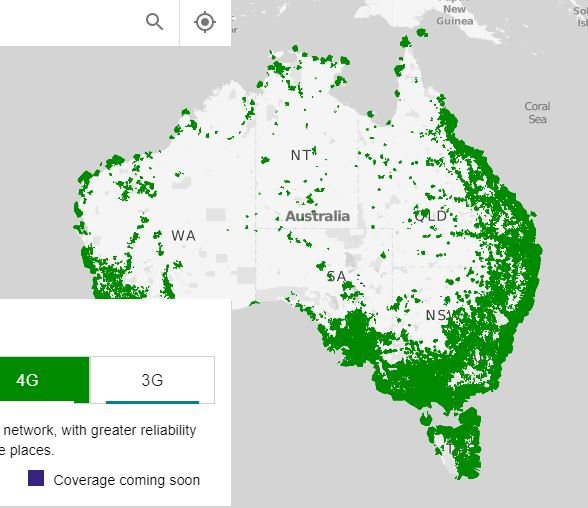 New
Guinea
Coral
Sea
NT
Australia
QLD
WA
SA
NSW
4G
3G
network, with greater reliability
places.
Coverage coming soon